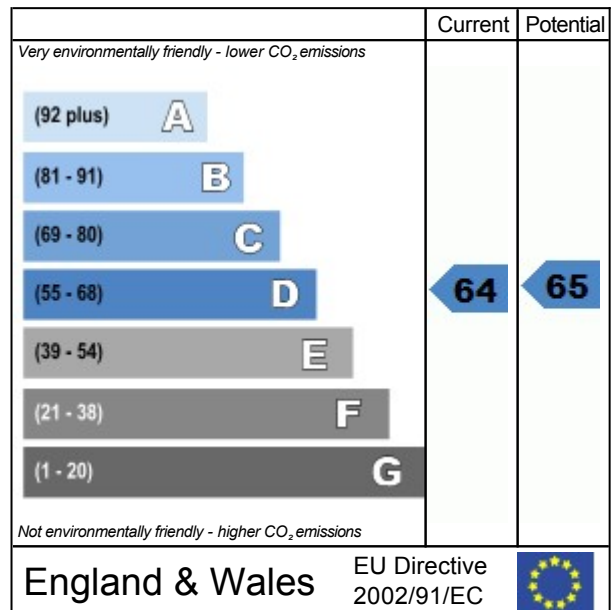 Current Potential
Very environmentally friendly - lower CO₂ emissions
(92 plus) A
(81 - 91) B
(69 - 80) C
(55 - 68) D 64 65
(39 - 54) E
(21 - 38) F
(1 - 20) G
Not environmentally friendly - higher CO₂ emissions
England & Wales
EU Directive
2002/91/EC